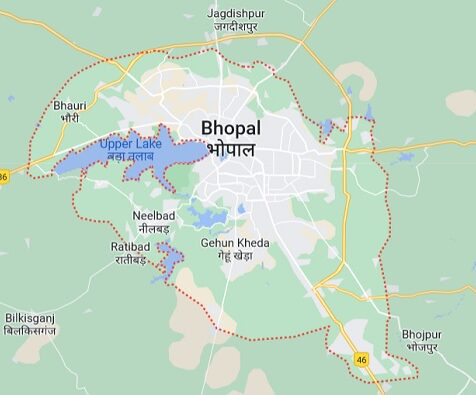 Jagdishpur
जगदीशपुर
Bhauri
भौरी
Bhopal
भोपाल
Upper Lake
बड़ा तालाब
86
Neelbad
नीलबड़
Ratibad
रातीबड़
Gehun Kheda
गेहूं खेड़ा
Bilkisganj
बिलकिसगंज
Bhojpur
भोजपुर
46